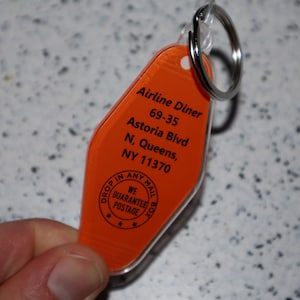 Airline Diner
69-35
Astoria Blvd
N, Queens,
NY 11370
DROP IN ANY MAIL BOX
WE
GUARANTEE
POSTAGE